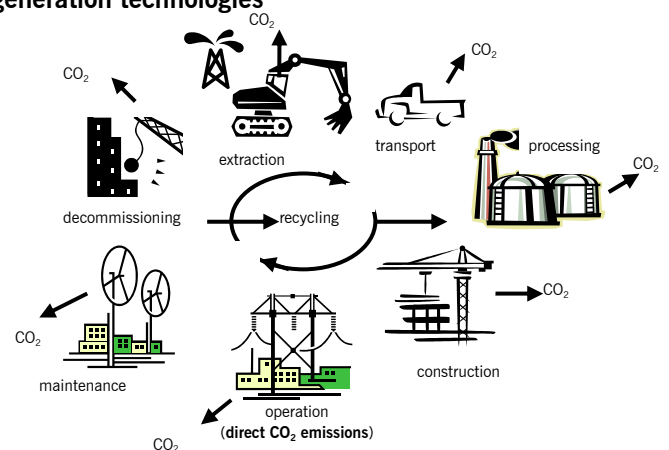 generation technologies
CO₂
CO₂
CO₂
extraction
transport
processing
CO₂
decommissioning
recycling
CO₂
CO₂
maintenance
construction
operation
(direct CO₂ emissions)
CO₂